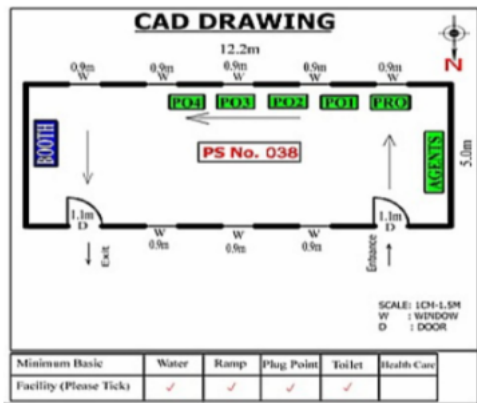 CAD DRAWING
12.2m
N
0.9m 0.9m 0.9m 0.9m 0.9m
W W W W W
PO4 PO3 PO2 PO1 PRO
BOOTH
PS No. 038
AGENTS
5.0m
1.1m
D
1.1m
D
W W W
0.9m 0.9m 0.9m
Exit
Entrance
SCALE: 1CM-1.5M
W : WINDOW
D : DOOR
Minimum Basic Water Ramp Plug Point Toilet Health Care
Facility (Please Tick) ✓ ✓ ✓ ✓